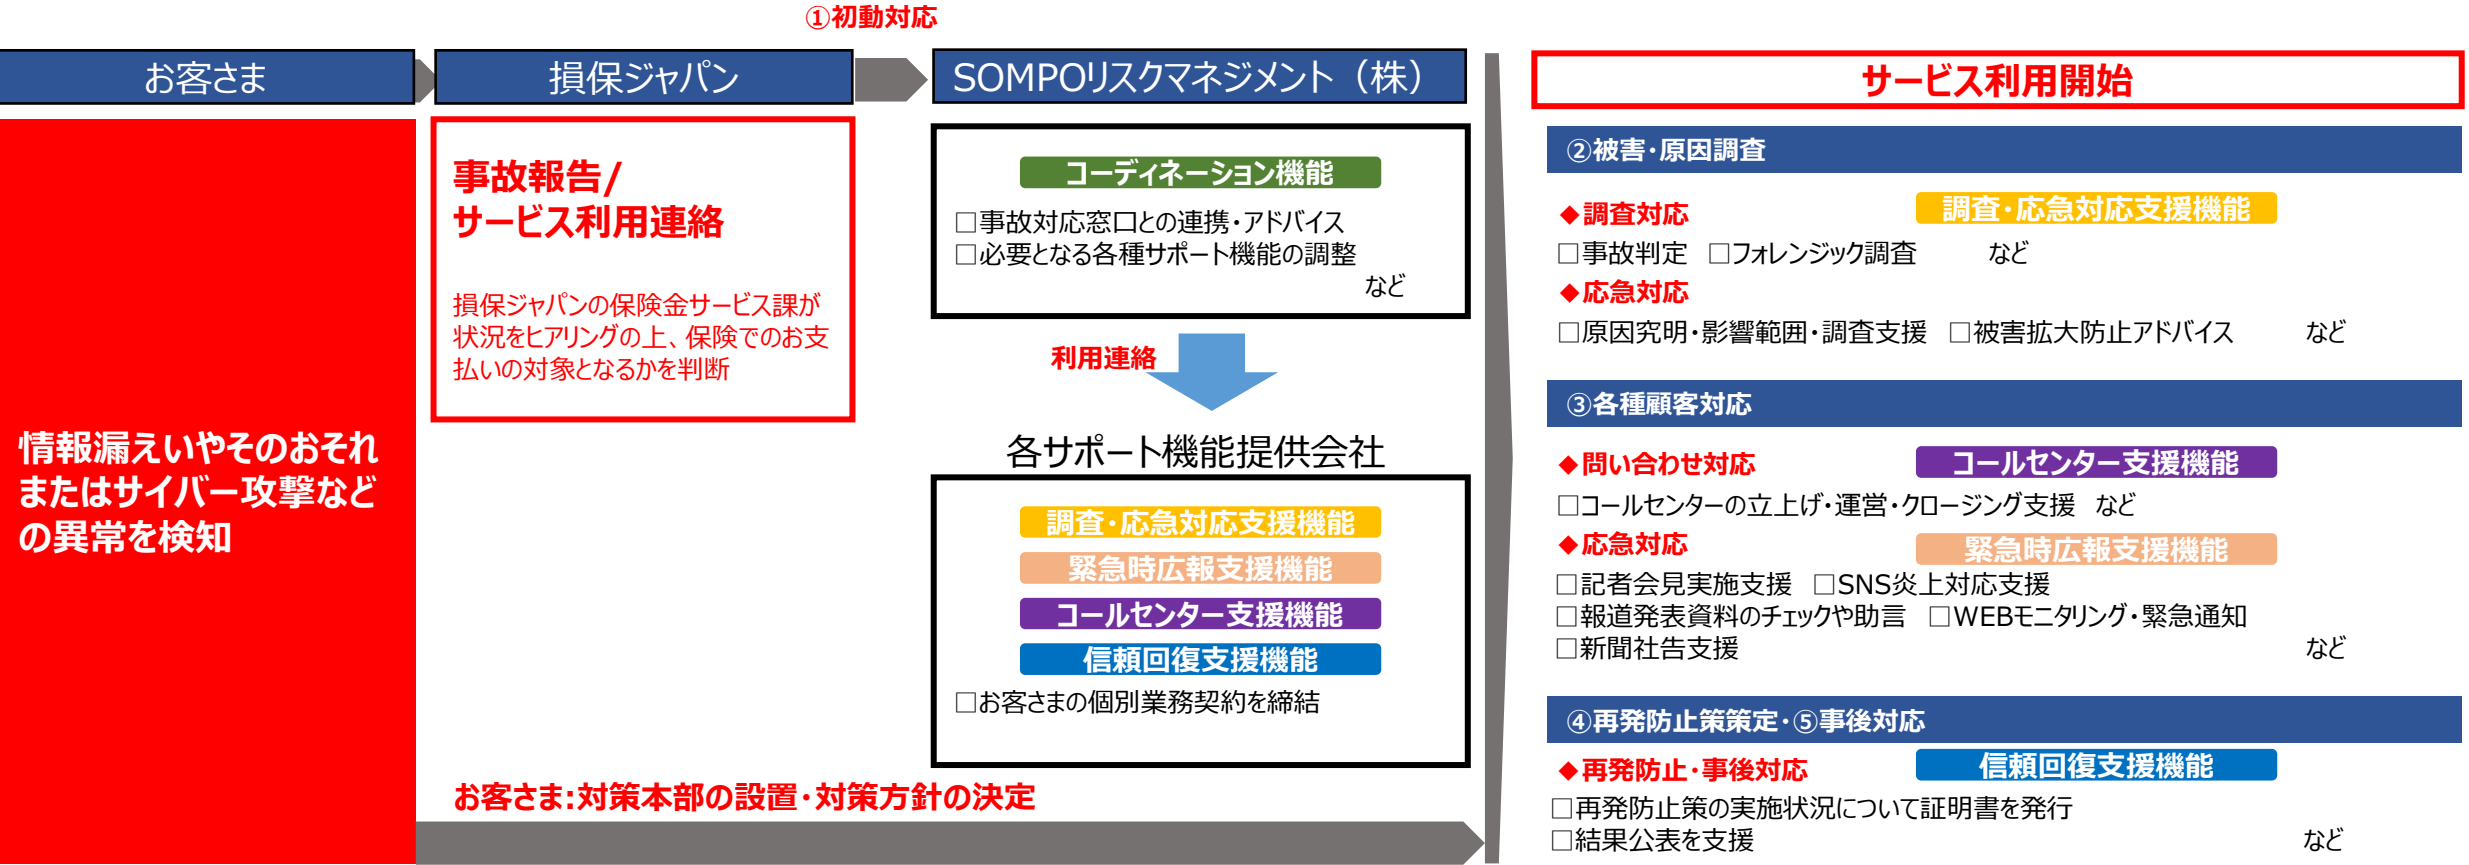 ①初動対応
お客さま
損保ジャパン
SOMPOリスクマネジメント（株）
情報漏えいやそのおそれ
またはサイバー攻撃など
の異常を検知
事故報告/
サービス利用連絡
損保ジャパンの保険金サービス課が
状況をヒアリングの上、保険でのお支
払いの対象となるかを判断
コーディネーション機能
□事故対応窓口との連携・アドバイス
□必要となる各種サポート機能の調整
など
利用連絡
各サポート機能提供会社
調査・応急対応支援機能
緊急時広報支援機能
コールセンター支援機能
信頼回復支援機能
□お客さまの個別業務契約を締結
お客さま:対策本部の設置・対策方針の決定
サービス利用開始
②被害・原因調査
◆調査対応 調査・応急対応支援機能
□事故判定 □フォレンジック調査 など
◆応急対応
□原因究明・影響範囲・調査支援 □被害拡大防止アドバイス など
③各種顧客対応
◆問い合わせ対応 コールセンター支援機能
□コールセンターの立上げ・運営・クロージング支援 など
◆応急対応 緊急時広報支援機能
□記者会見実施支援 □SNS炎上対応支援
□報道発表資料のチェックや助言 □WEBモニタリング・緊急通知
□新聞社告支援 など
④再発防止策策定・⑤事後対応
◆再発防止・事後対応 信頼回復支援機能
□再発防止策の実施状況について証明書を発行
□結果公表を支援 など